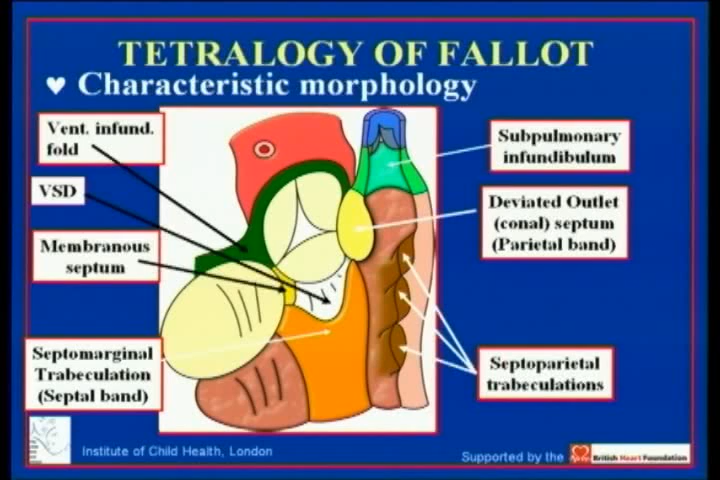 TETRALOGY OF FALLOT
♥ Characteristic morphology
Vent. infund.
fold
VSD
Membranous
septum
Septomarginal
Trabeculation
(Septal band)
Subpulmonary
infundibulum
Deviated Outlet
(conal) septum
(Parietal band)
Septoparietal
trabeculations
Institute of Child Health, London
Supported by the
British Heart Foundation